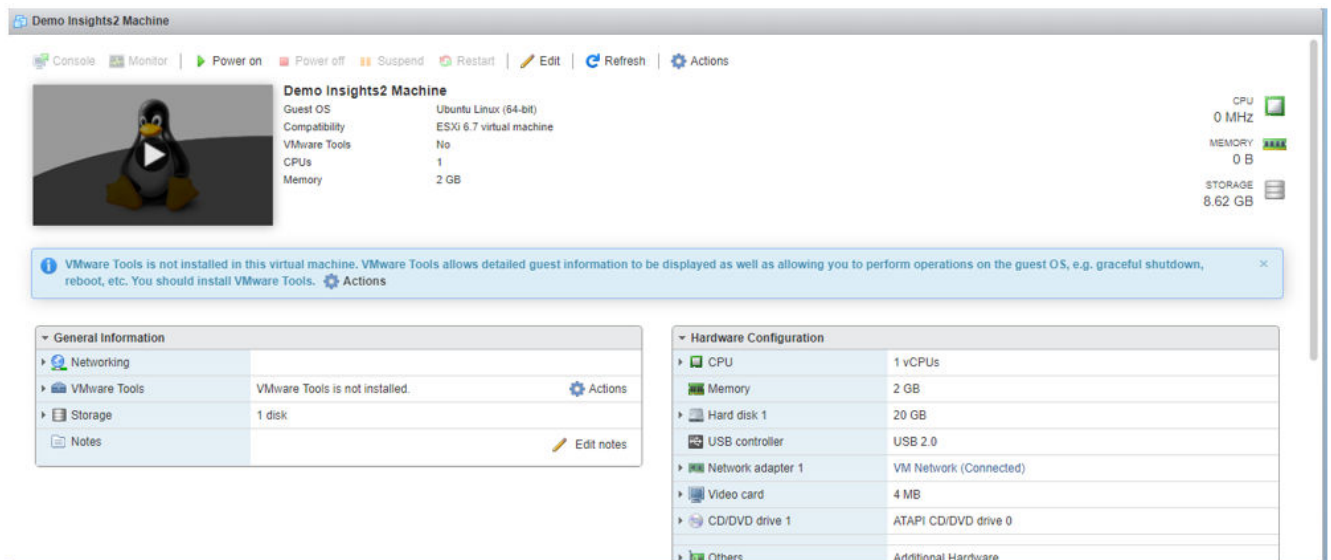 Demo Insights2 Machine
Console Monitor Power on Power off Suspend Restart Edit Refresh Actions
Demo Insights2 Machine
Guest OS Ubuntu Linux (64-bit)
Compatibility ESXi 6.7 virtual machine
VMware Tools No
CPUs 1
Memory 2 GB
CPU
0 MHz
MEMORY
0 B
STORAGE
8.62 GB
VMware Tools is not installed in this virtual machine. VMware Tools allows detailed guest information to be displayed as well as allowing you to perform operations on the guest OS, e.g. graceful shutdown,
reboot, etc. You should install VMware Tools. Actions
General Information
Networking
VMware Tools VMware Tools is not installed. Actions
Storage 1 disk
Notes Edit notes
Hardware Configuration
CPU 1 vCPUs
Memory 2 GB
Hard disk 1 20 GB
USB controller USB 2.0
Network adapter 1 VM Network (Connected)
Video card 4 MB
CD/DVD drive 1 ATAPI CD/DVD drive 0
Others Additional Hardware